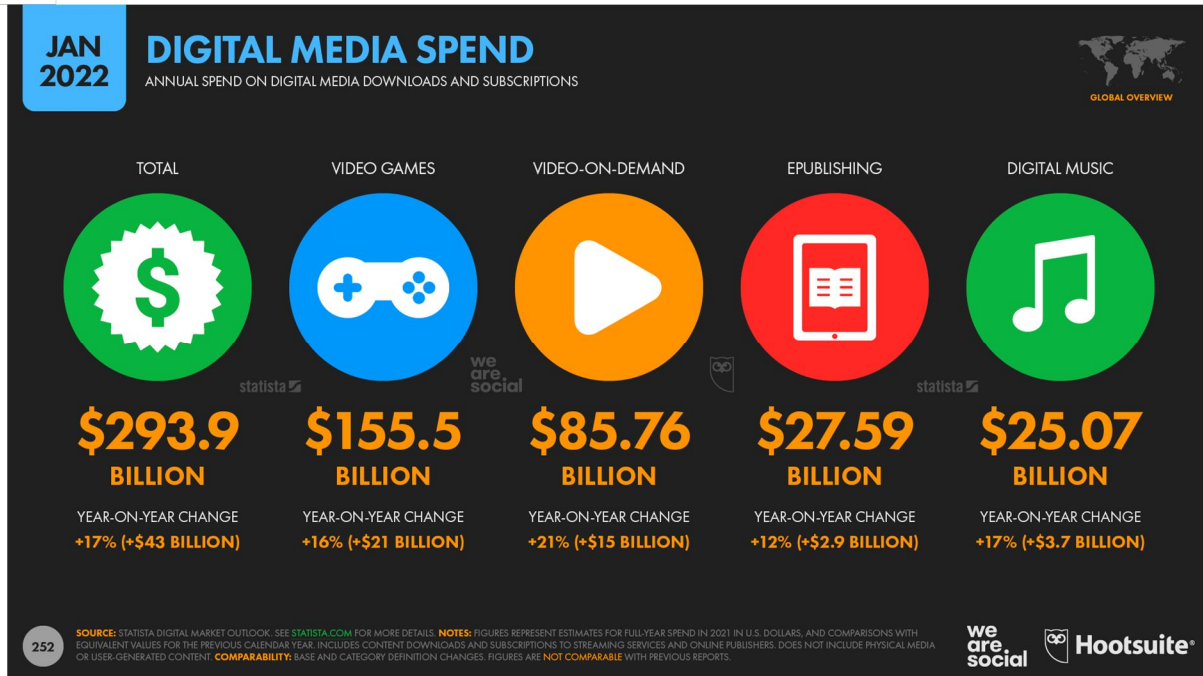 JAN
2022
DIGITAL MEDIA SPEND
ANNUAL SPEND ON DIGITAL MEDIA DOWNLOADS AND SUBSCRIPTIONS
GLOBAL OVERVIEW
TOTAL
VIDEO GAMES
VIDEO-ON-DEMAND
EPUBLISHING
DIGITAL MUSIC
$
statista
we
are.
social
statista
$293.9
BILLION
$155.5
BILLION
$85.76
BILLION
$27.59
BILLION
$25.07
BILLION
YEAR-ON-YEAR CHANGE
+17% (+$43 BILLION)
YEAR-ON-YEAR CHANGE
+16% (+$21 BILLION)
YEAR-ON-YEAR CHANGE
+21% (+$15 BILLION)
YEAR-ON-YEAR CHANGE
+12% (+$2.9 BILLION)
YEAR-ON-YEAR CHANGE
+17% (+$3.7 BILLION)
252
SOURCE: STATISTA DIGITAL MARKET OUTLOOK. SEE STATISTA.COM FOR MORE DETAILS. NOTES: FIGURES REPRESENT ESTIMATES FOR FULL-YEAR SPEND IN 2021 IN U.S. DOLLARS, AND COMPARISONS WITH
EQUIVALENT VALUES FOR THE PREVIOUS CALENDAR YEAR. INCLUDES CONTENT DOWNLOADS AND SUBSCRIPTIONS TO STREAMING SERVICES AND ONLINE PUBLISHERS. DOES NOT INCLUDE PHYSICAL MEDIA
OR USER-GENERATED CONTENT. COMPARABILITY: BASE AND CATEGORY DEFINITION CHANGES. FIGURES ARE NOT COMPARABLE WITH PREVIOUS REPORTS.
we
are.
social
Hootsuite®